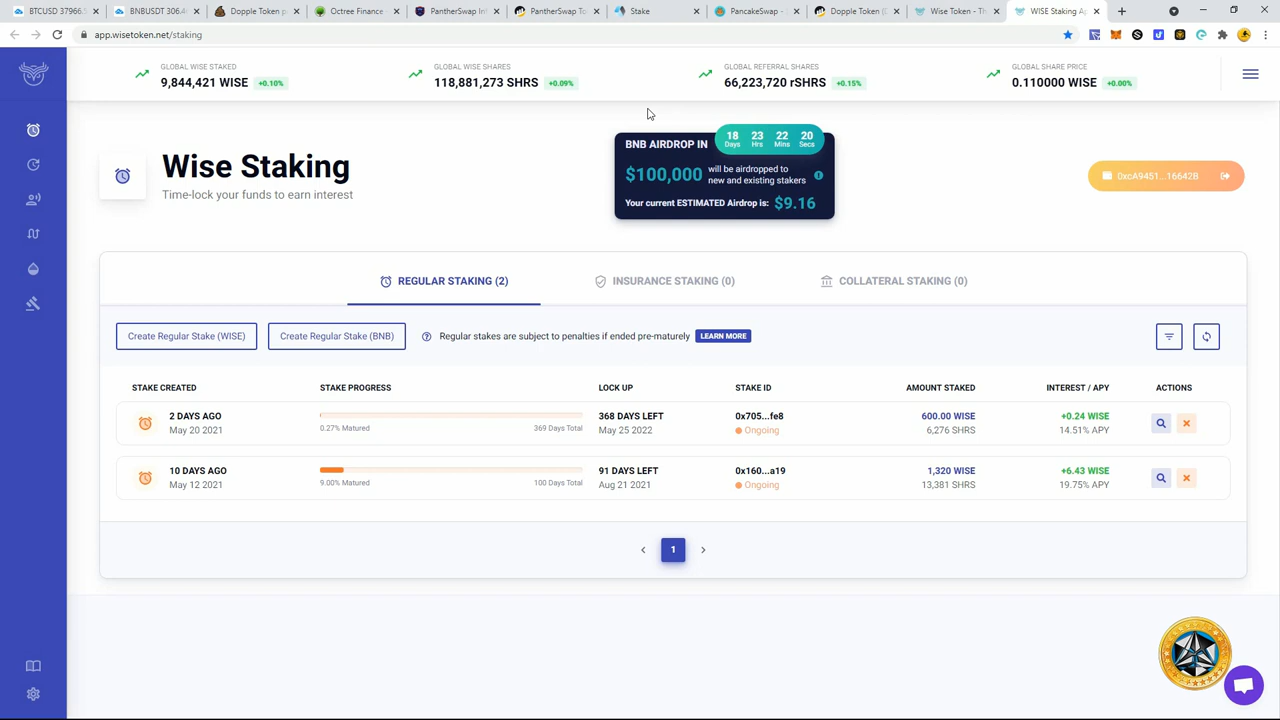 BTCUSD 37966.5
BNBUSDT 306.4
Dopple Token p
Octree Finance
PantherSwap Int
PantherSwap To
Stake
PancakeSwap -
Dopple Token (D
Wise Token - Th
WISE Staking Ap
app.wisetoken.net/staking
GLOBAL WISE STAKED
9,844,421 WISE +0.10%
GLOBAL WISE SHARES
118,881,273 SHRS +0.09%
GLOBAL REFERRAL SHARES
66,223,720 rSHRS +0.15%
GLOBAL SHARE PRICE
0.110000 WISE +0.00%
Wise Staking
Time-lock your funds to earn interest
BNB AIRDROP IN
18 23 22 20
Days Hrs Mins Secs
$100,000 will be airdropped to
new and existing stakers
Your current ESTIMATED Airdrop is: $9.16
0xcA9451...16642B
REGULAR STAKING (2)
INSURANCE STAKING (0)
COLLATERAL STAKING (0)
Create Regular Stake (WISE)
Create Regular Stake (BNB)
Regular stakes are subject to penalties if ended pre-maturely LEARN MORE
STAKE CREATED STAKE PROGRESS LOCK UP STAKE ID AMOUNT STAKED INTEREST / APY ACTIONS
2 DAYS AGO 368 DAYS LEFT 0x705...fe8 600.00 WISE +0.24 WISE
May 20 2021 0.27% Matured 369 Days Total May 25 2022 Ongoing 6,276 SHRS 14.51% APY
10 DAYS AGO 91 DAYS LEFT 0x160...a19 1,320 WISE +6.43 WISE
May 12 2021 9.00% Matured 100 Days Total Aug 21 2021 Ongoing 13,381 SHRS 19.75% APY
1